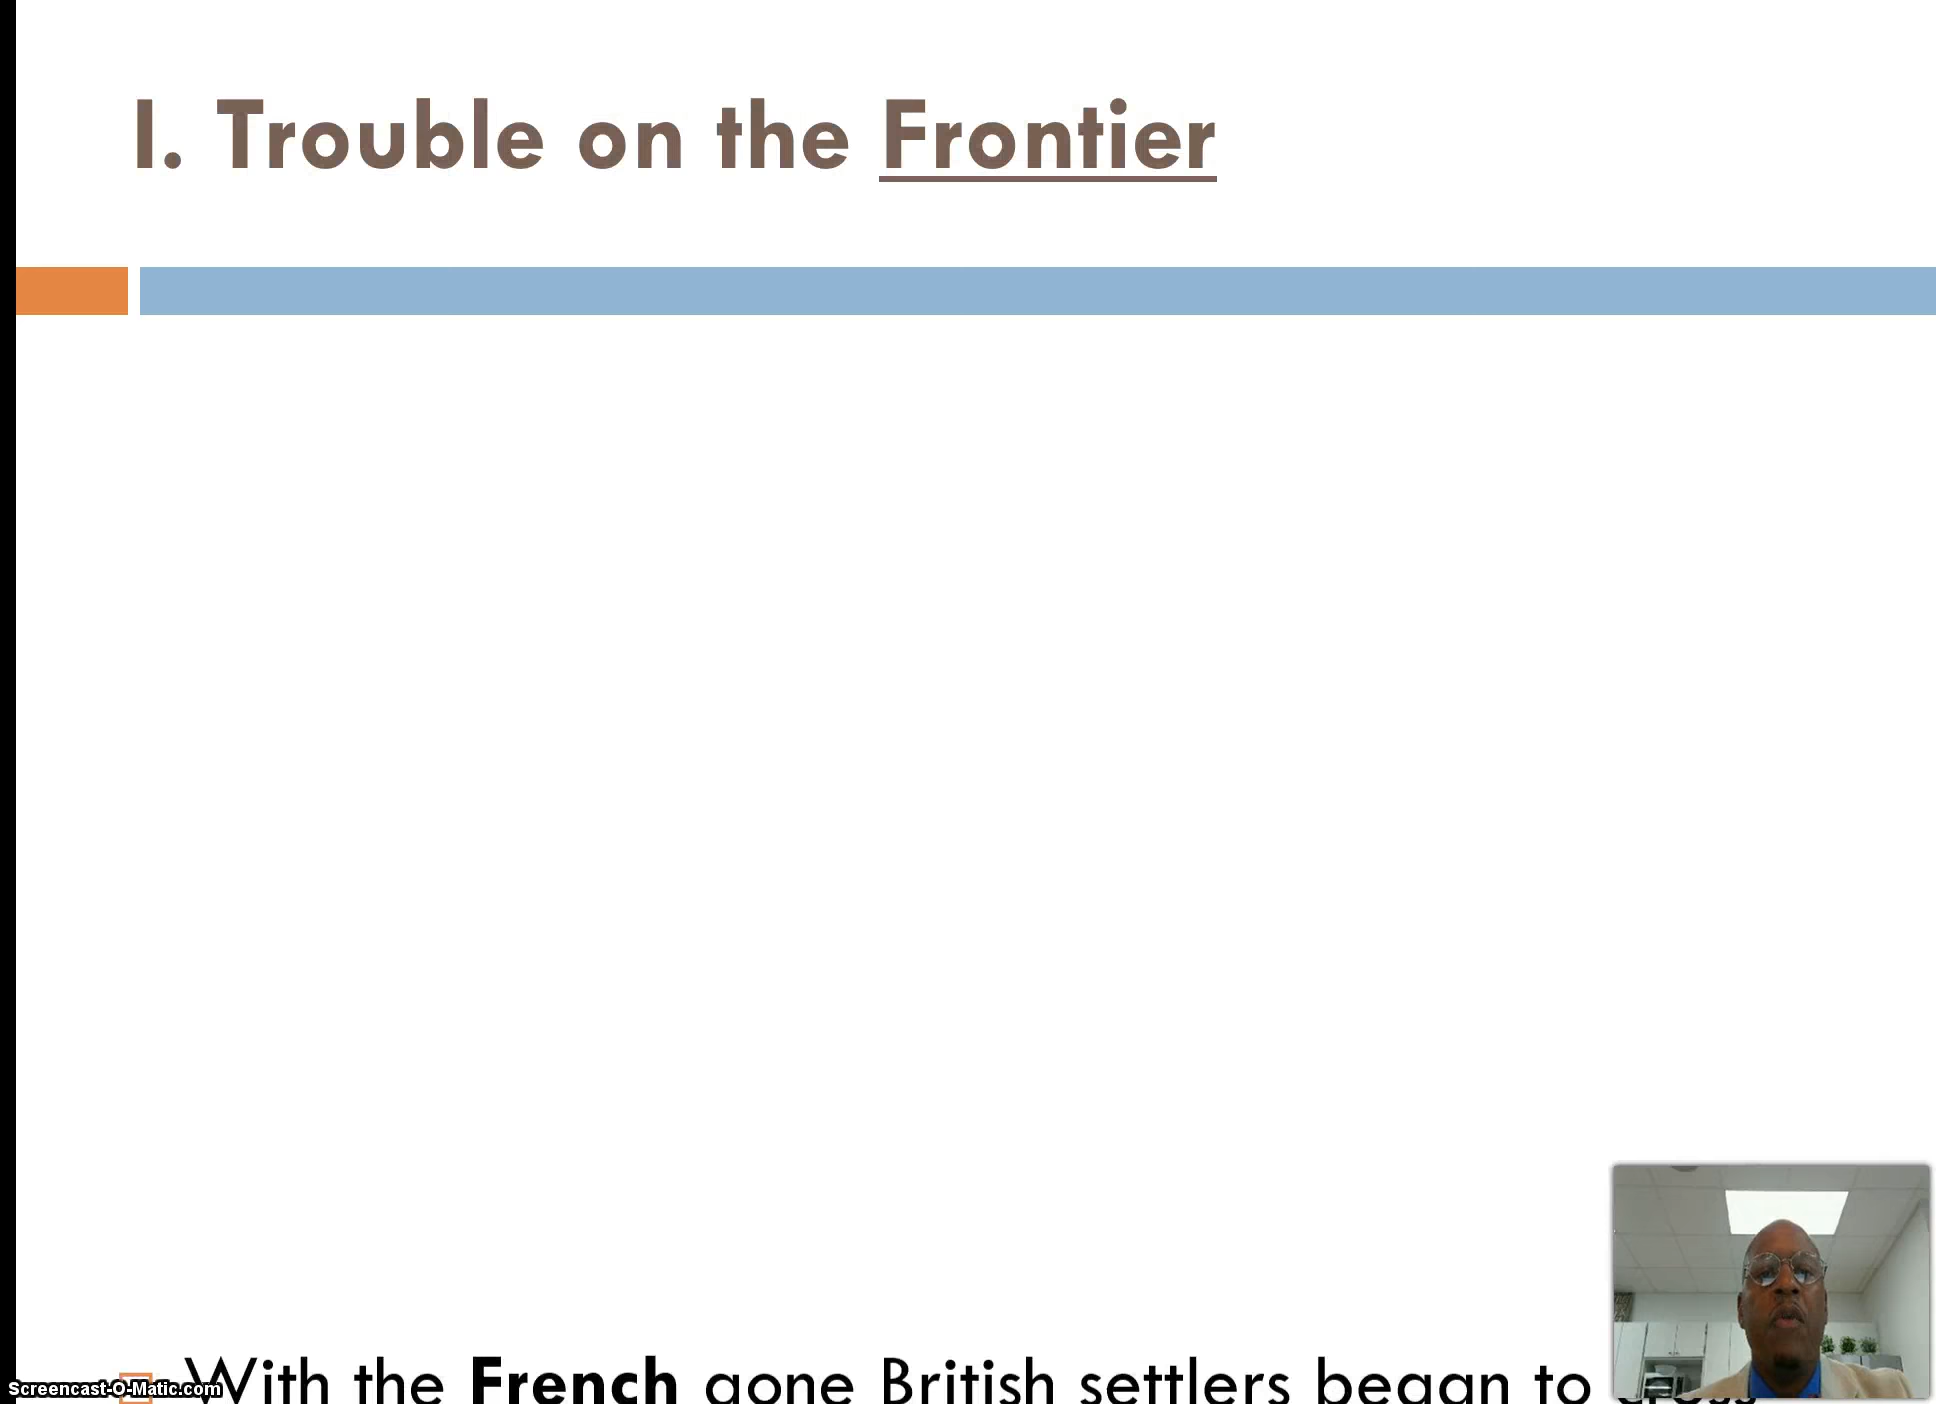 I. Trouble on the Frontier
With the French gone British settlers began to cross
Screencast-O-Matic.com